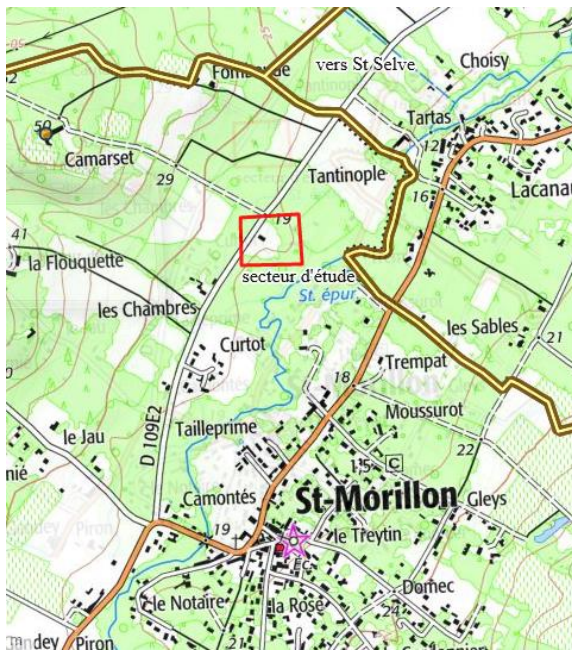 vers St Selve
Choisy
Tartas
12
50
Camarset
29
Tantinople
16
Lacanau
19
41
la Flouquette
secteur d'étude
St. épur
les Chambres
les Sables
21
Curtot
Trempat
18
Moussurot
Tailleprime
22
le Jau
D 109E2
C
Camontés
St-Morillon
Gleys
Piron
19
le Treytin
Ec
Domec
le Notaire
la Rose
24
21
Piron